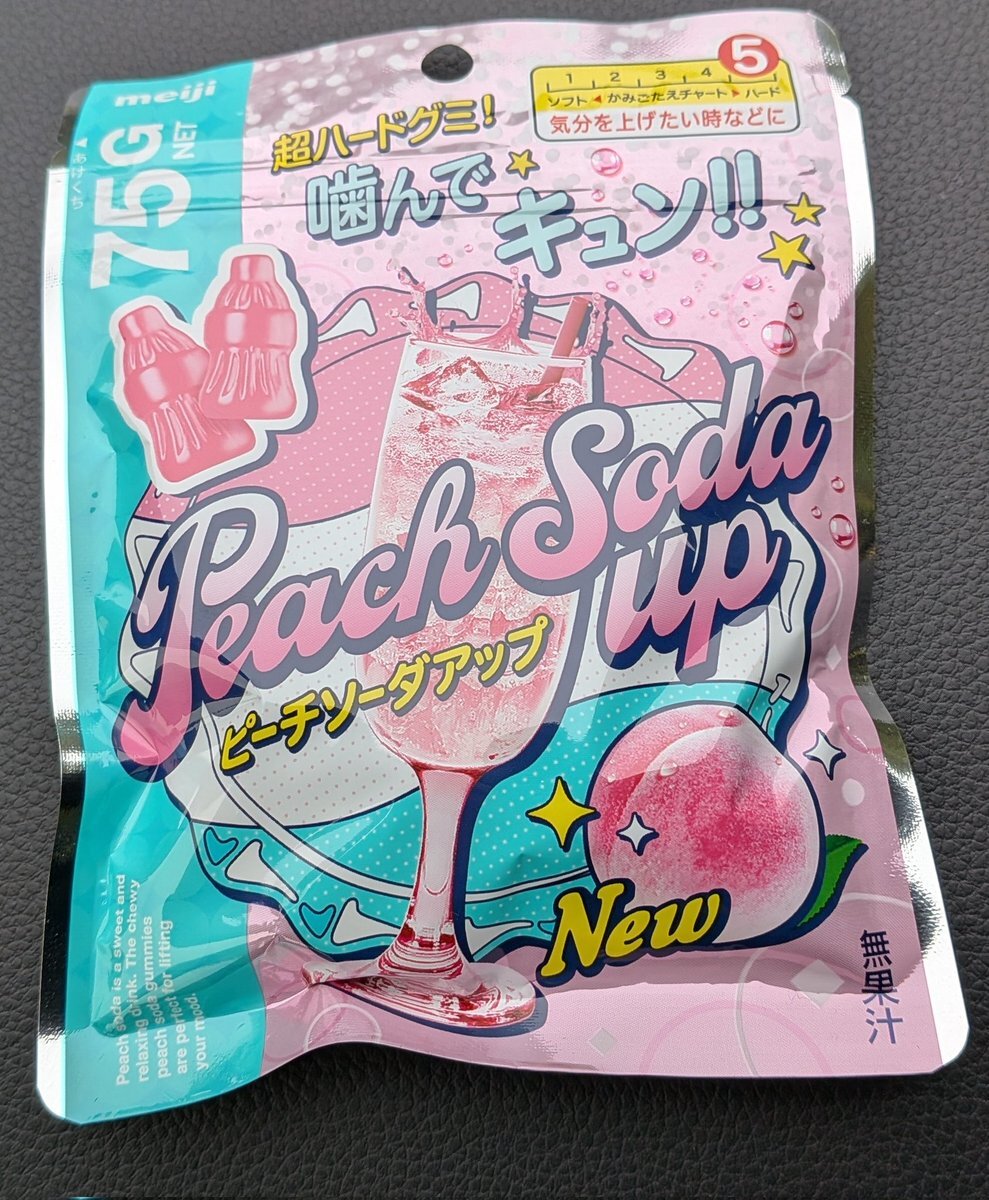 meiji
75G NET
あけくち
1 2 3 4 5
ソフト かみごたえチャート ハード
気分を上げたい時などに
超ハードグミ!
噛んで
キュン!!
Peach Soda
up
ピーチソーダアップ
New
無果汁
Peach soda is a sweet and
relaxing drink. The chewy
peach soda gummies
are perfect for lifting
your mood.